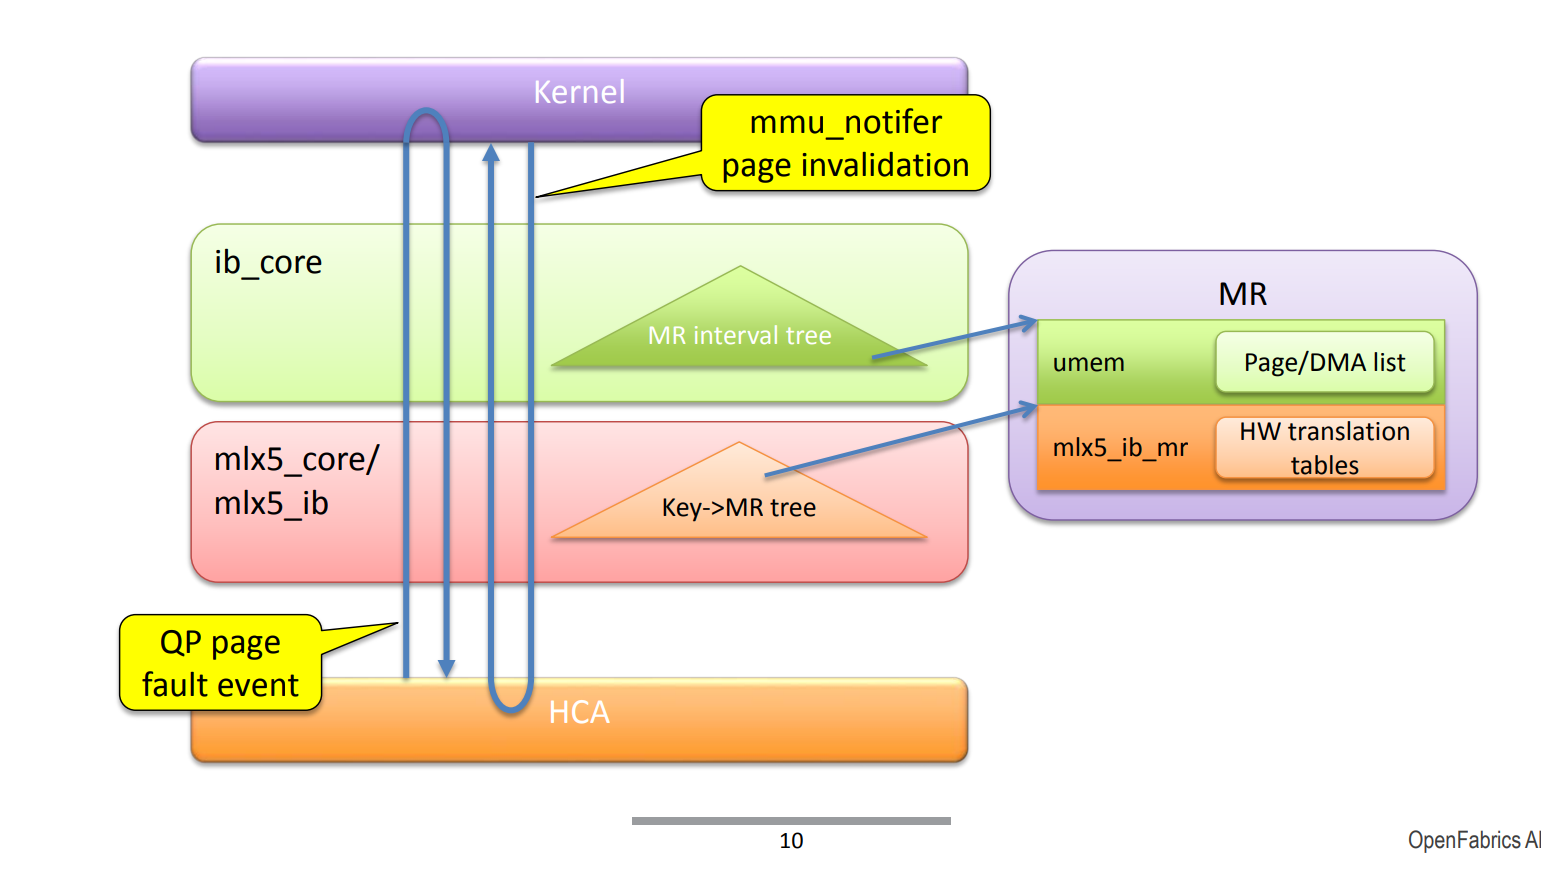 Kernel
mmu_notifer
page invalidation
ib_core
MR interval tree
MR
umem
Page/DMA list
mlx5_ib_mr
HW translation
tables
mlx5_core/
mlx5_ib
Key->MR tree
QP page
fault event
HCA
10
OpenFabrics Al